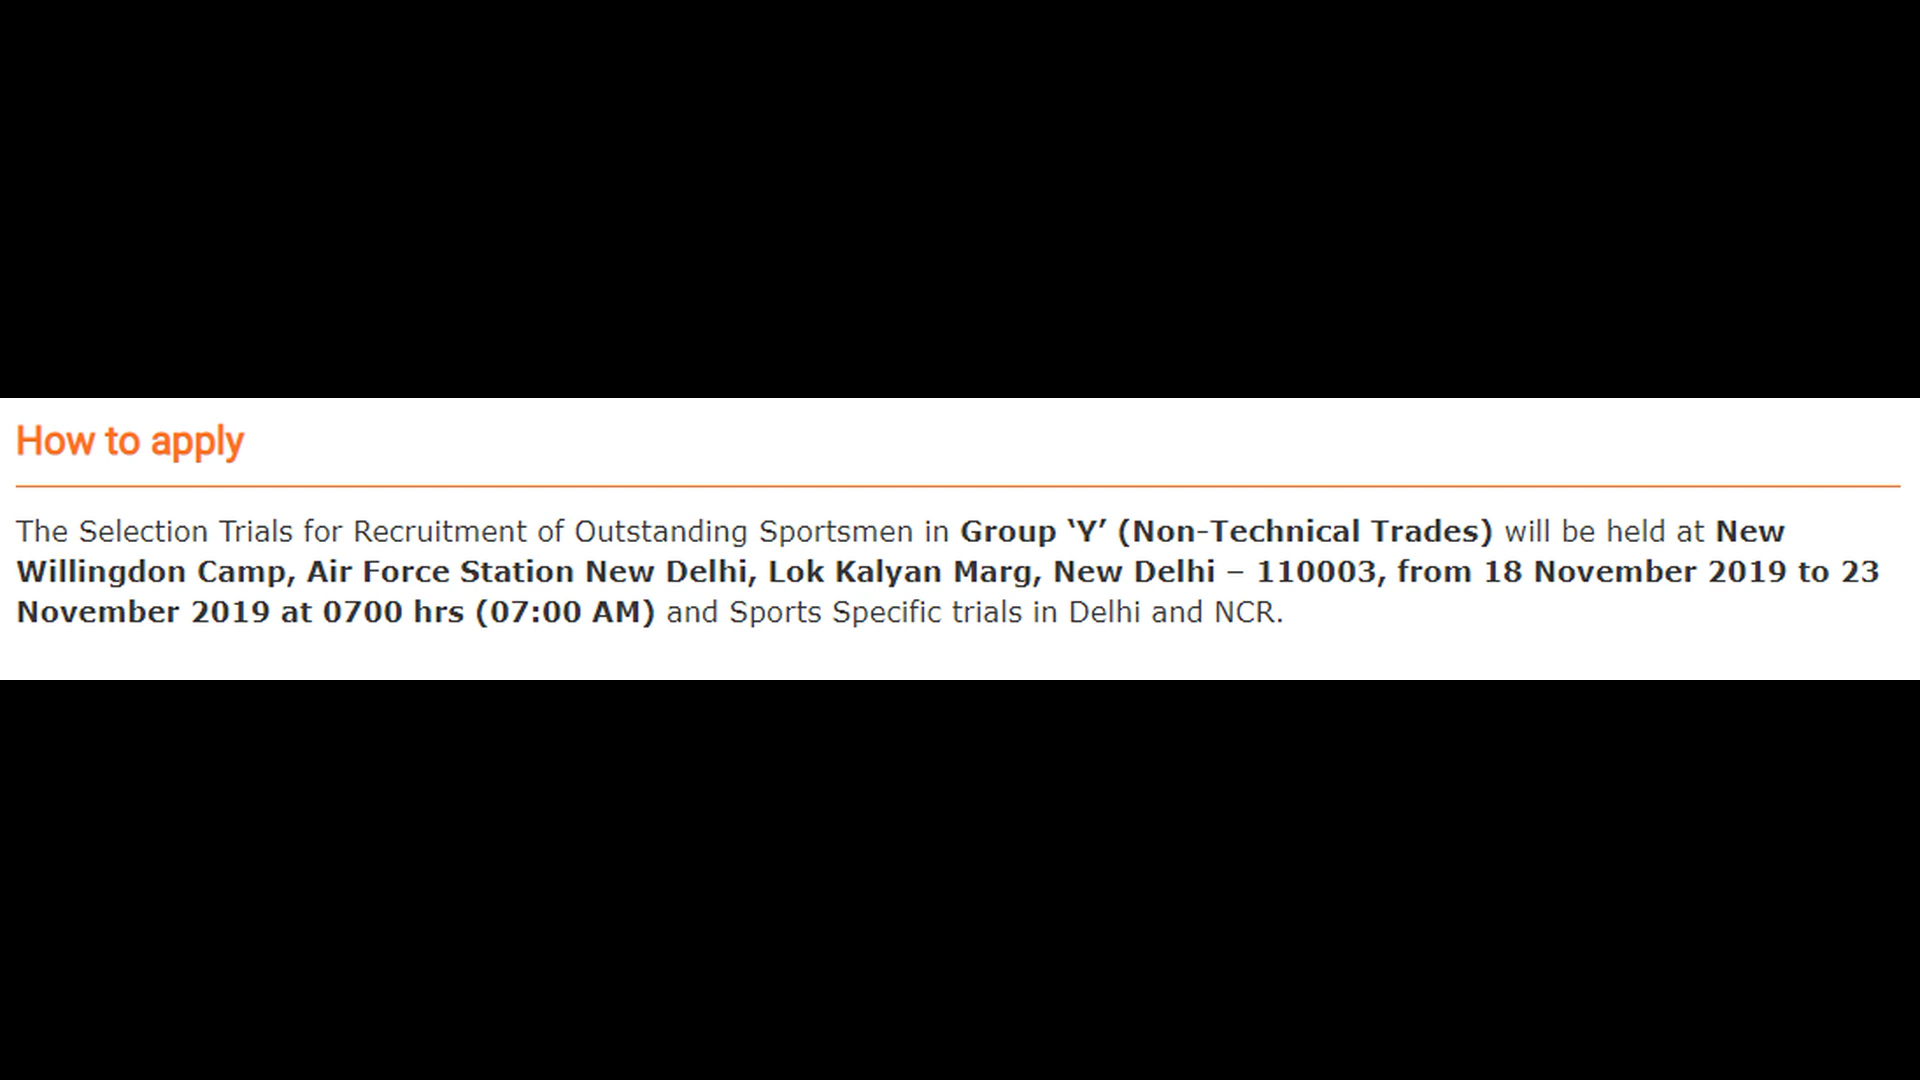 How to apply
The Selection Trials for Recruitment of Outstanding Sportsmen in Group ‘Y’ (Non-Technical Trades) will be held at New
Willingdon Camp, Air Force Station New Delhi, Lok Kalyan Marg, New Delhi – 110003, from 18 November 2019 to 23
November 2019 at 0700 hrs (07:00 AM) and Sports Specific trials in Delhi and NCR.